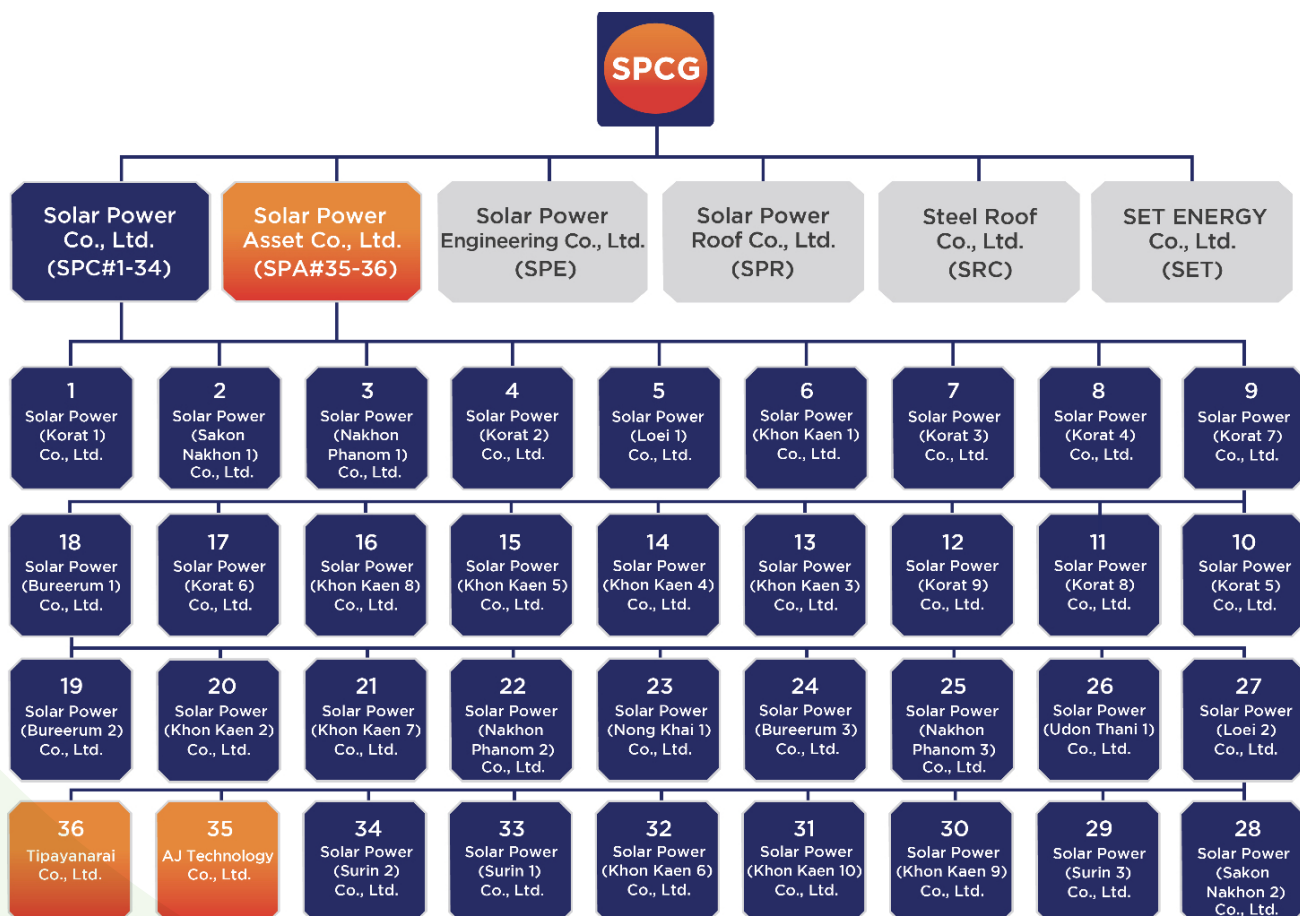 SPCG
Solar Power
Co., Ltd.
(SPC#1-34)
Solar Power
Asset Co., Ltd.
(SPA#35-36)
Solar Power
Engineering Co., Ltd.
(SPE)
Solar Power
Roof Co., Ltd.
(SPR)
Steel Roof
Co., Ltd.
(SRC)
SET ENERGY
Co., Ltd.
(SET)
1
Solar Power
(Korat 1)
Co., Ltd.
2
Solar Power
(Sakon
Nakhon 1)
Co., Ltd.
3
Solar Power
(Nakhon
Phanom 1)
Co., Ltd.
4
Solar Power
(Korat 2)
Co., Ltd.
5
Solar Power
(Loei 1)
Co., Ltd.
6
Solar Power
(Khon Kaen 1)
Co., Ltd.
7
Solar Power
(Korat 3)
Co., Ltd.
8
Solar Power
(Korat 4)
Co., Ltd.
9
Solar Power
(Korat 7)
Co., Ltd.
18
Solar Power
(Bureerum 1)
Co., Ltd.
17
Solar Power
(Korat 6)
Co., Ltd.
16
Solar Power
(Khon Kaen 8)
Co., Ltd.
15
Solar Power
(Khon Kaen 5)
Co., Ltd.
14
Solar Power
(Khon Kaen 4)
Co., Ltd.
13
Solar Power
(Khon Kaen 3)
Co., Ltd.
12
Solar Power
(Korat 9)
Co., Ltd.
11
Solar Power
(Korat 8)
Co., Ltd.
10
Solar Power
(Korat 5)
Co., Ltd.
19
Solar Power
(Bureerum 2)
Co., Ltd.
20
Solar Power
(Khon Kaen 2)
Co., Ltd.
21
Solar Power
(Khon Kaen 7)
Co., Ltd.
22
Solar Power
(Nakhon
Phanom 2)
Co., Ltd.
23
Solar Power
(Nong Khai 1)
Co., Ltd.
24
Solar Power
(Bureerum 3)
Co., Ltd.
25
Solar Power
(Nakhon
Phanom 3)
Co., Ltd.
26
Solar Power
(Udon Thani 1)
Co., Ltd.
27
Solar Power
(Loei 2)
Co., Ltd.
36
Tipayanarai
Co., Ltd.
35
AJ Technology
Co., Ltd.
34
Solar Power
(Surin 2)
Co., Ltd.
33
Solar Power
(Surin 1)
Co., Ltd.
32
Solar Power
(Khon Kaen 6)
Co., Ltd.
31
Solar Power
(Khon Kaen 10)
Co., Ltd.
30
Solar Power
(Khon Kaen 9)
Co., Ltd.
29
Solar Power
(Surin 3)
Co., Ltd.
28
Solar Power
(Sakon
Nakhon 2)
Co., Ltd.